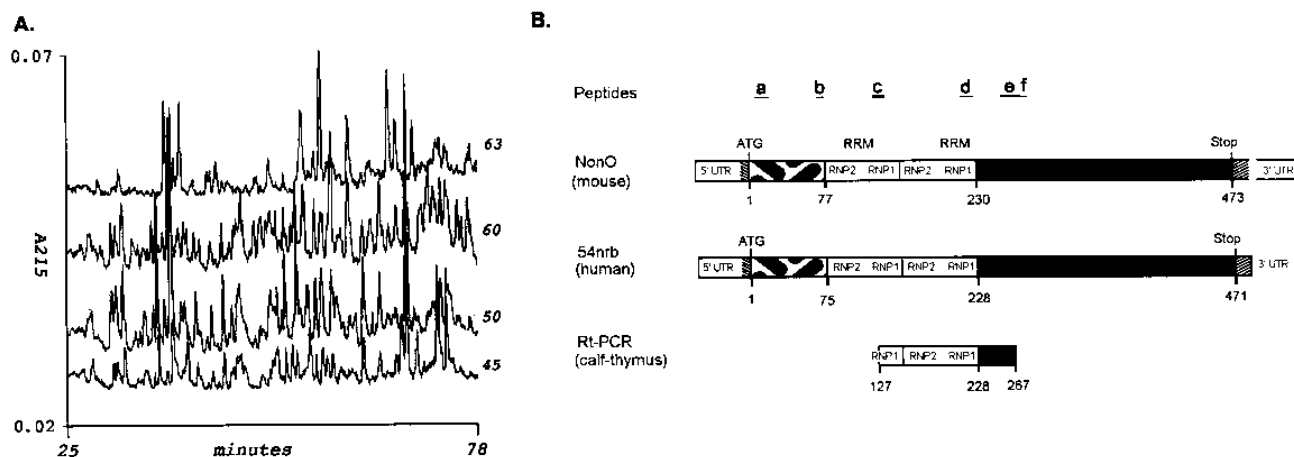 A.
0.07
A215
0.02
63
60
50
45
25 minutes 78
B.
Peptides a b c d e f
ATG RRM RRM Stop
NonO (mouse) 5' UTR RNP2 RNP1 RNP2 RNP1 3' UTR
1 77 230 473
ATG Stop
54nrb (human) 5' UTR RNP2 RNP1 RNP2 RNP1 3' UTR
1 75 228 471
Rt-PCR (calf-thymus) RNP1 RNP2 RNP1
127 228 267